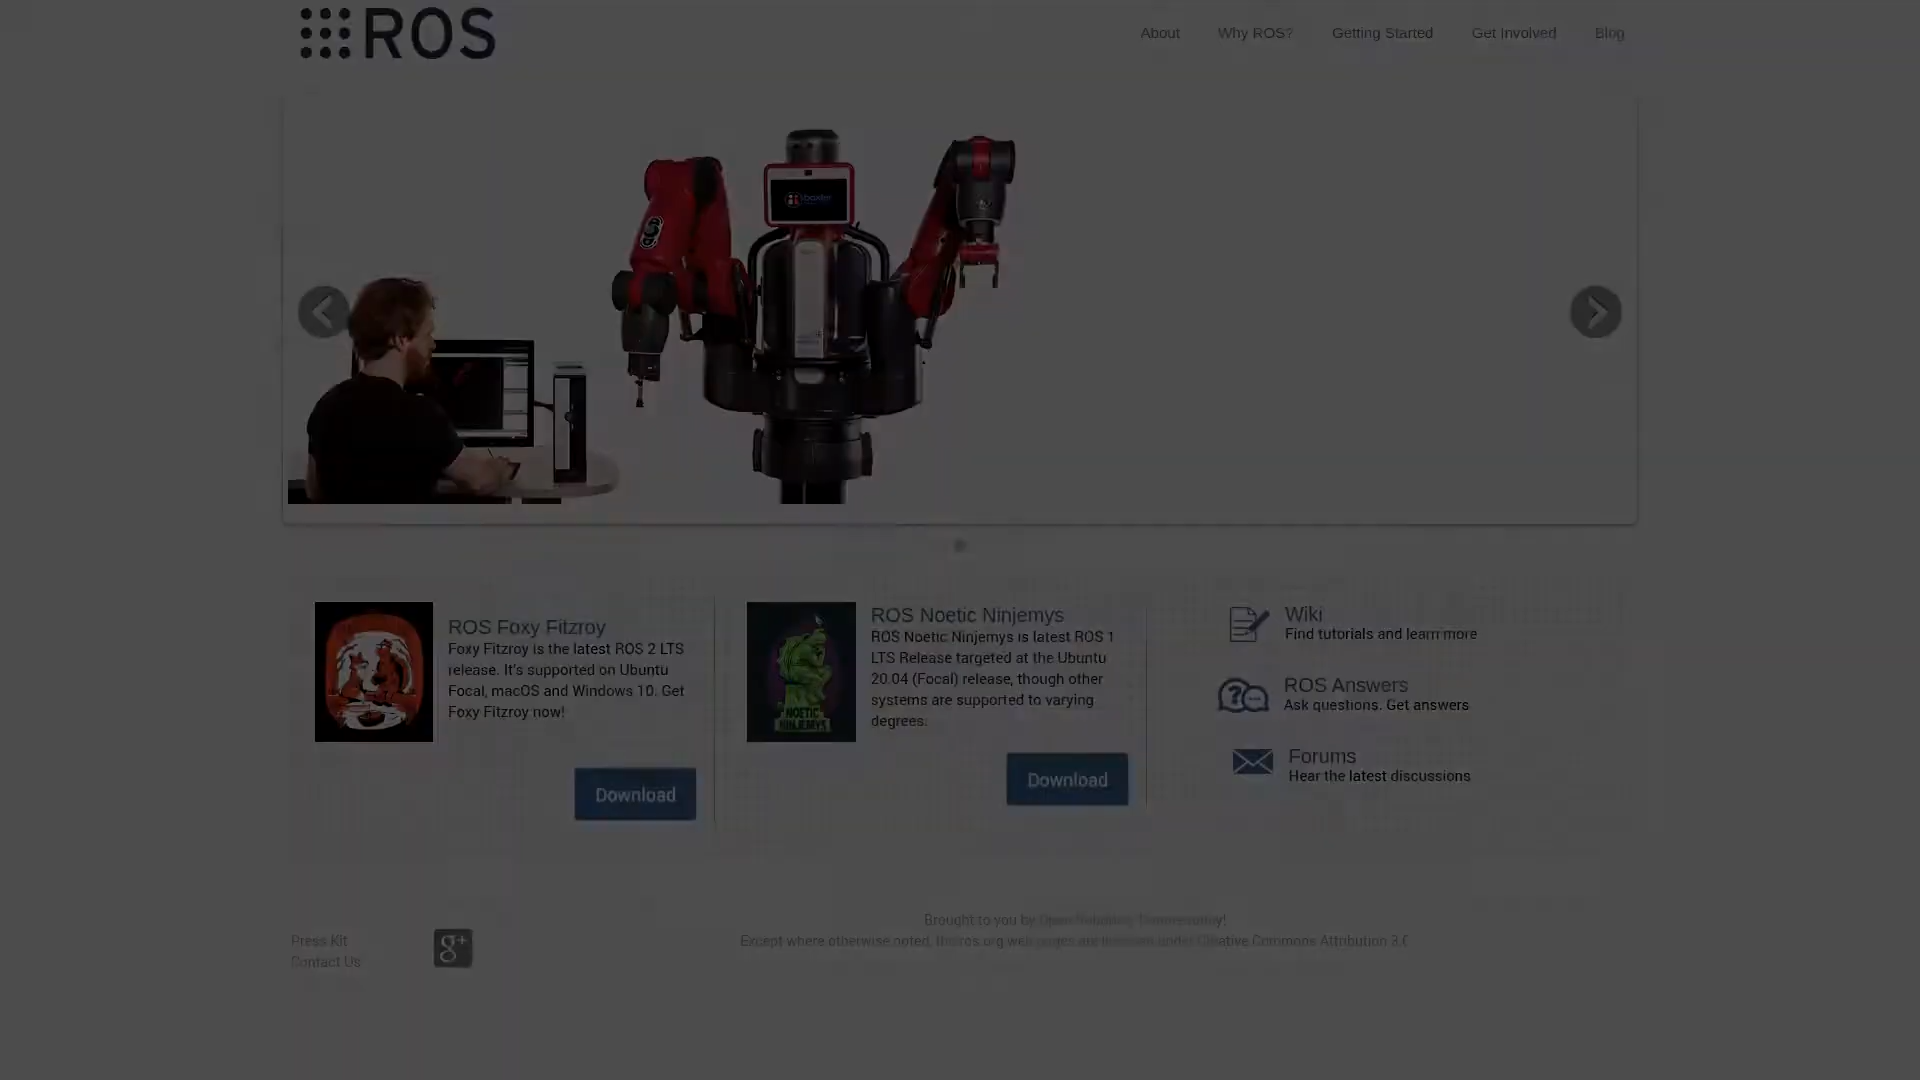 ROS
About Why ROS? Getting Started Get Involved Blog
ROS Foxy Fitzroy
Foxy Fitzroy is the latest ROS 2 LTS
release. It's supported on Ubuntu
Focal, macOS and Windows 10. Get
Foxy Fitzroy now!
Download
NOETIC
NINJEMYS
ROS Noetic Ninjemys
ROS Noetic Ninjemys is latest ROS 1
LTS Release targeted at the Ubuntu
20.04 (Focal) release, though other
systems are supported to varying
degrees.
Download
Wiki
Find tutorials and learn more
ROS Answers
Ask questions. Get answers
Forums
Hear the latest discussions
Press Kit
Contact Us
g+
Brought to you by Open Robotics
Except where otherwise noted, the ros.org web pages are licensed under Creative Commons Attribution 3.0